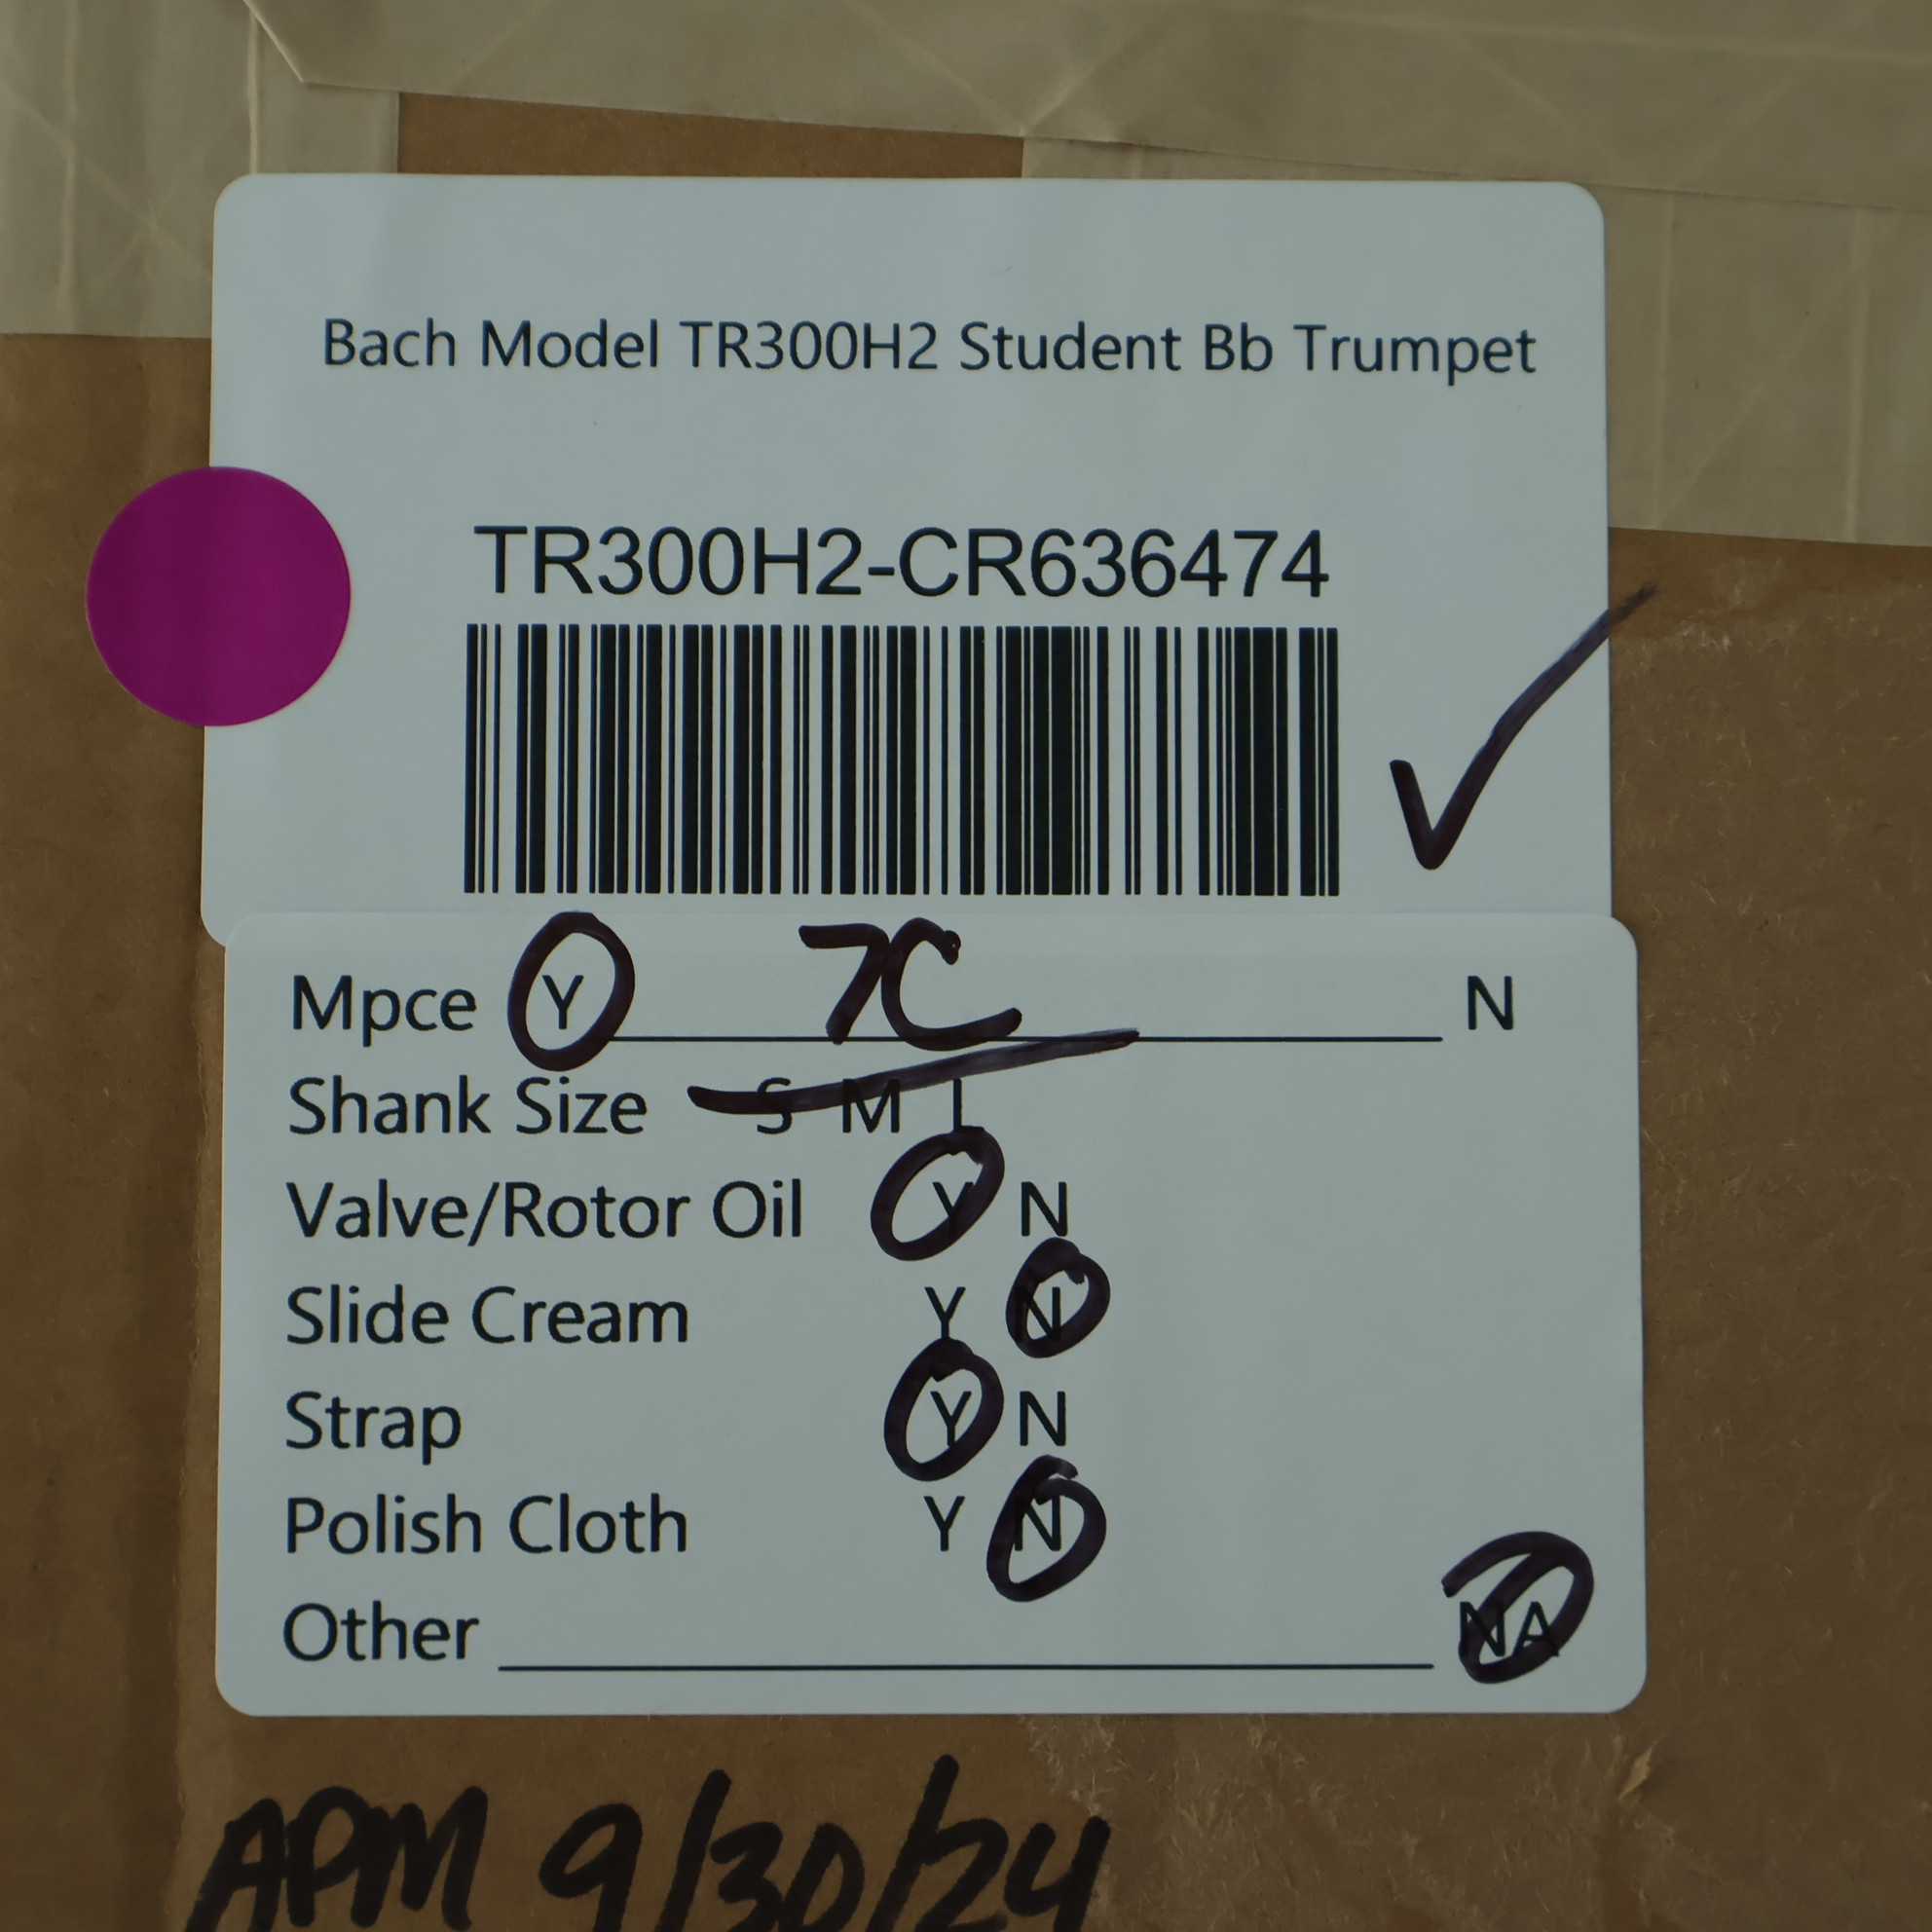 Bach Model TR300H2 Student Bb Trumpet
TR300H2-CR636474
Mpce Y 7C N
Shank Size S M L
Valve/Rotor Oil Y N
Slide Cream Y N
Strap Y N
Polish Cloth Y N
Other NA
APM 9/30/24